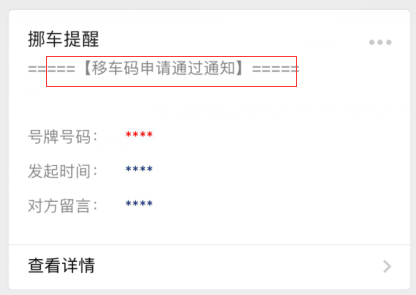 挪车提醒
=====【移车码申请通过通知】=====
号牌号码： ****
发起时间： ****
对方留言： ****
查看详情